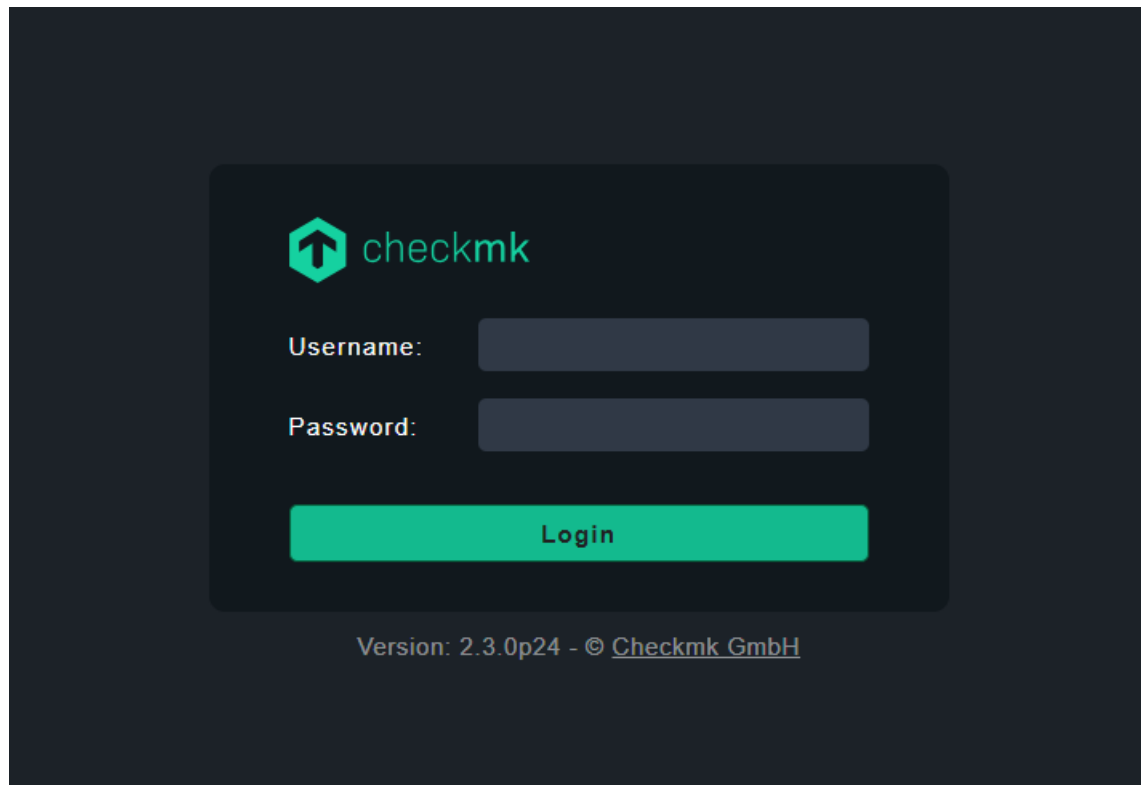 checkmk
Username:
Password:
Login
Version: 2.3.0p24 - © Checkmk GmbH